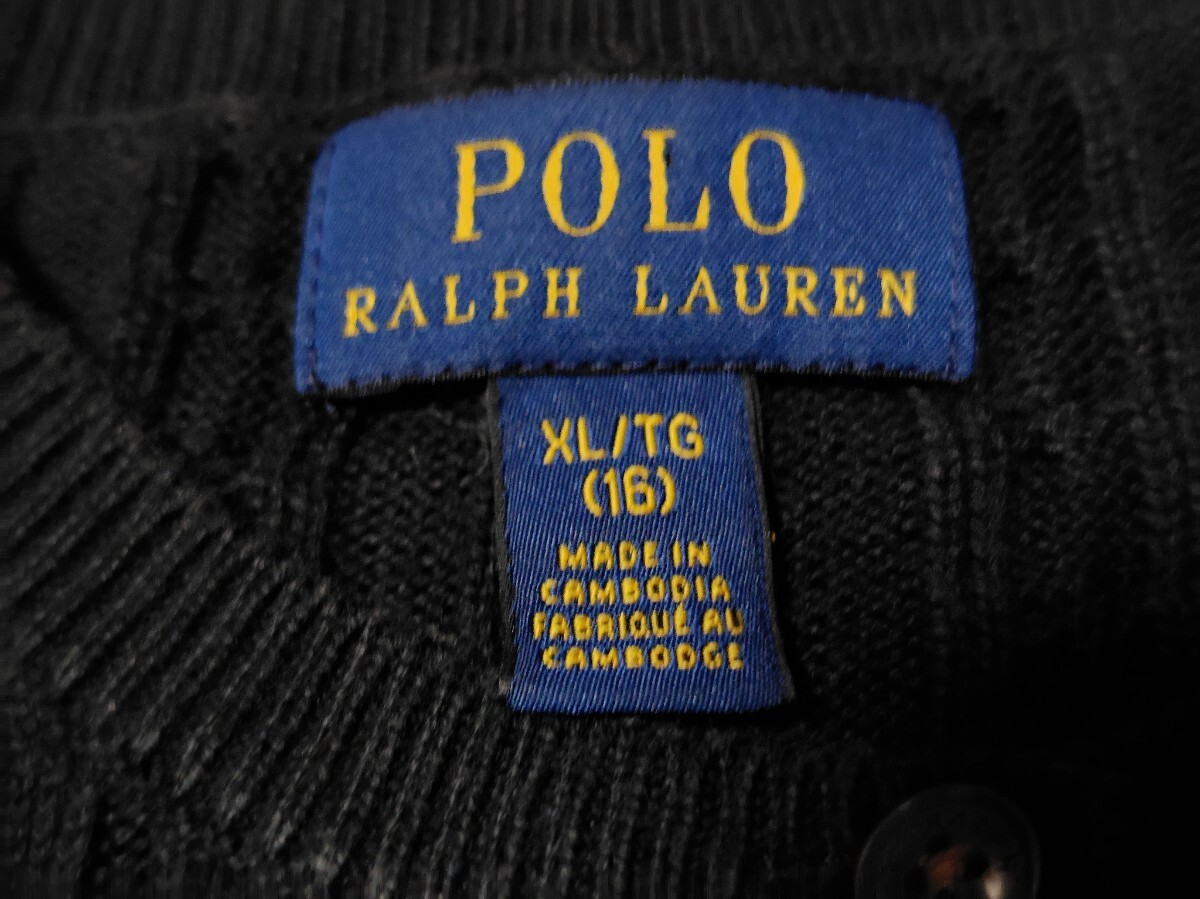 POLO
RALPH LAUREN
XL/TG
(16)
MADE IN
CAMBODIA
FABRIQUÉ AU
CAMBODGE